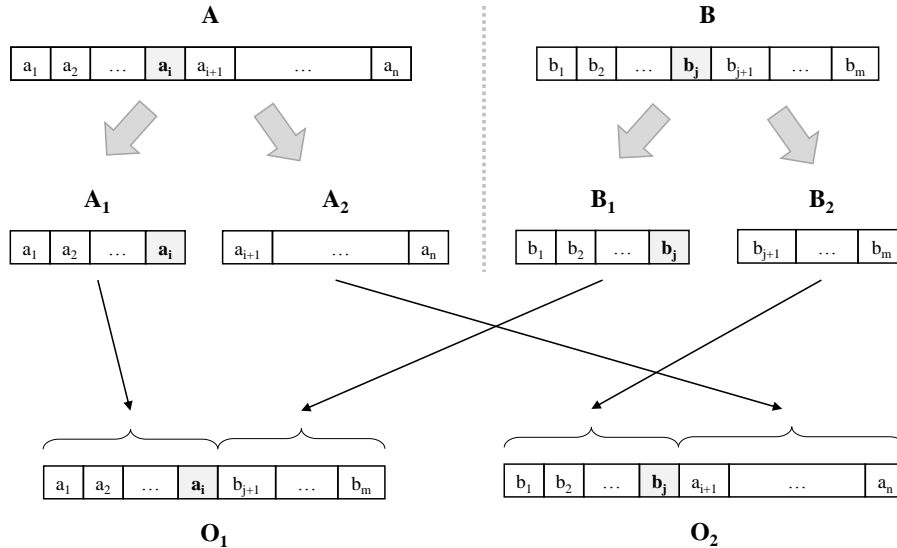 A B
a1 a2 … ai ai+1 … an b1 b2 … bj bj+1 … bm
A1 A2 B1 B2
a1 a2 … ai ai+1 … an b1 b2 … bj bj+1 … bm
a1 a2 … ai bj+1 … bm b1 b2 … bj ai+1 … an
O1 O2